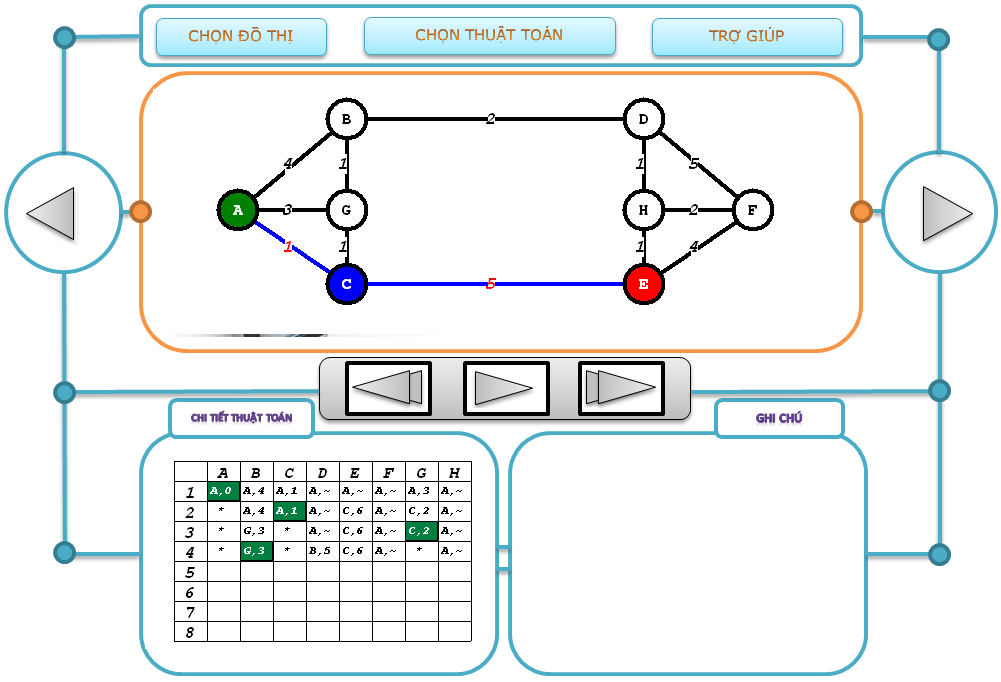 CHỌN ĐỒ THỊ CHỌN THUẬT TOÁN TRỢ GIÚP
B 2 D
4 1 1 5
A 3 G H 2 F
1 1 1 4
C 5 E
CHI TIẾT THUẬT TOÁN GHI CHÚ
A B C D E F G H
1 A,0 A,4 A,1 A,~ A,~ A,~ A,3 A,~
2 * A,4 A,1 A,~ C,6 A,~ C,2 A,~
3 * G,3 * A,~ C,6 A,~ C,2 A,~
4 * G,3 * B,5 C,6 A,~ * A,~
5
6
7
8